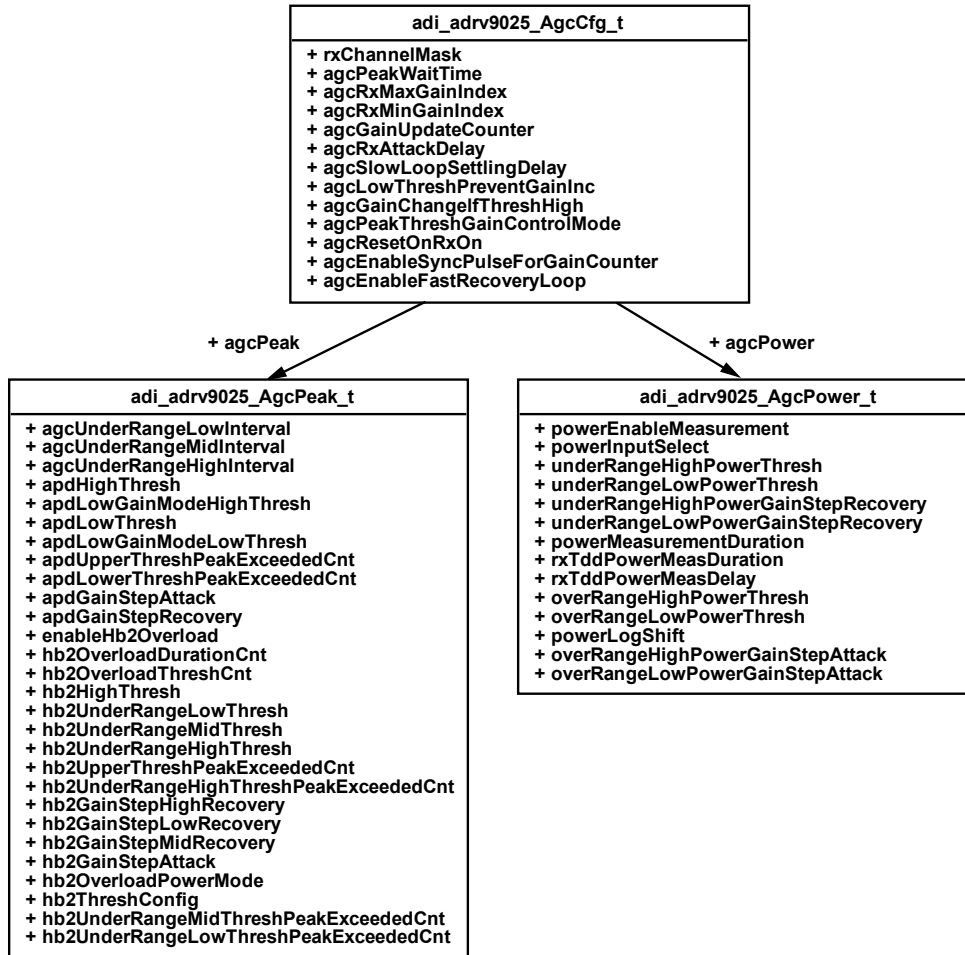 adi_adrv9025_AgcCfg_t
+ rxChannelMask
+ agcPeakWaitTime
+ agcRxMaxGainIndex
+ agcRxMinGainIndex
+ agcGainUpdateCounter
+ agcRxAttackDelay
+ agcSlowLoopSettlingDelay
+ agcLowThreshPreventGainInc
+ agcGainChangeIfThreshHigh
+ agcPeakThreshGainControlMode
+ agcResetOnRxOn
+ agcEnableSyncPulseForGainCounter
+ agcEnableFastRecoveryLoop
+ agcPeak
+ agcPower
adi_adrv9025_AgcPeak_t
+ agcUnderRangeLowInterval
+ agcUnderRangeMidInterval
+ agcUnderRangeHighInterval
+ apdHighThresh
+ apdLowGainModeHighThresh
+ apdLowThresh
+ apdLowGainModeLowThresh
+ apdUpperThreshPeakExceededCnt
+ apdLowerThreshPeakExceededCnt
+ apdGainStepAttack
+ apdGainStepRecovery
+ enableHb2Overload
+ hb2OverloadDurationCnt
+ hb2OverloadThreshCnt
+ hb2HighThresh
+ hb2UnderRangeLowThresh
+ hb2UnderRangeMidThresh
+ hb2UnderRangeHighThresh
+ hb2UpperThreshPeakExceededCnt
+ hb2UnderRangeHighThreshPeakExceededCnt
+ hb2GainStepHighRecovery
+ hb2GainStepLowRecovery
+ hb2GainStepMidRecovery
+ hb2GainStepAttack
+ hb2OverloadPowerMode
+ hb2ThreshConfig
+ hb2UnderRangeMidThreshPeakExceededCnt
+ hb2UnderRangeLowThreshPeakExceededCnt
adi_adrv9025_AgcPower_t
+ powerEnableMeasurement
+ powerInputSelect
+ underRangeHighPowerThresh
+ underRangeLowPowerThresh
+ underRangeHighPowerGainStepRecovery
+ underRangeLowPowerGainStepRecovery
+ powerMeasurementDuration
+ rxTddPowerMeasDuration
+ rxTddPowerMeasDelay
+ overRangeHighPowerThresh
+ overRangeLowPowerThresh
+ powerLogShift
+ overRangeHighPowerGainStepAttack
+ overRangeLowPowerGainStepAttack